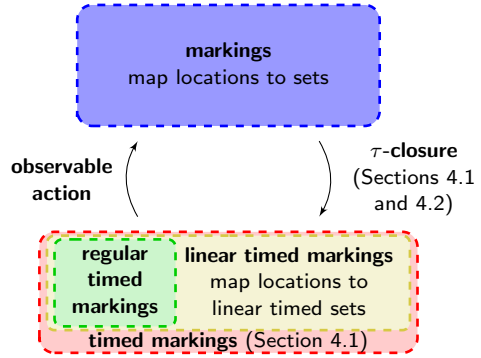 markings
map locations to sets
observable
action
τ-closure
(Sections 4.1
and 4.2)
regular
timed
markings
linear timed markings
map locations to
linear timed sets
timed markings (Section 4.1)